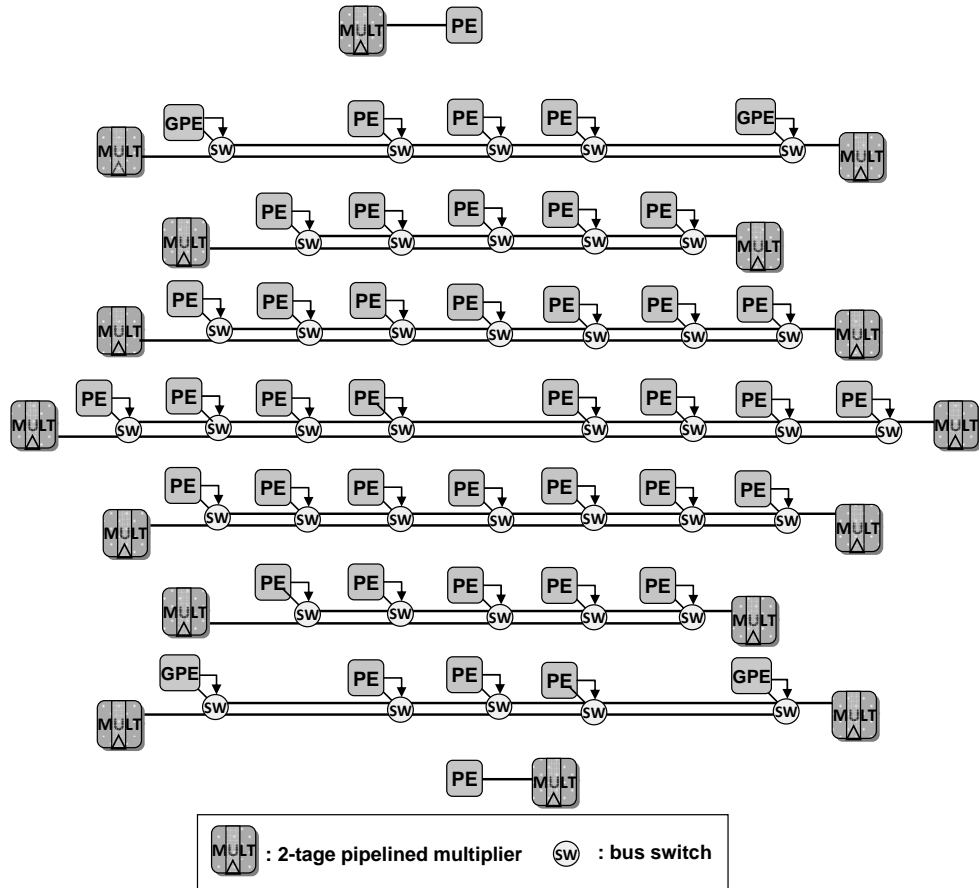 MULT PE
GPE PE PE PE GPE
MULT SW SW SW SW SW MULT
PE PE PE PE PE
MULT SW SW SW SW SW MULT
PE PE PE PE PE PE PE
MULT SW SW SW SW SW SW SW MULT
PE PE PE PE PE PE PE PE
MULT SW SW SW SW SW SW SW SW MULT
PE PE PE PE PE PE PE
MULT SW SW SW SW SW SW SW MULT
PE PE PE PE PE
MULT SW SW SW SW SW MULT
GPE PE PE PE GPE
MULT SW SW SW SW SW MULT
PE MULT
MULT : 2-tage pipelined multiplier SW : bus switch